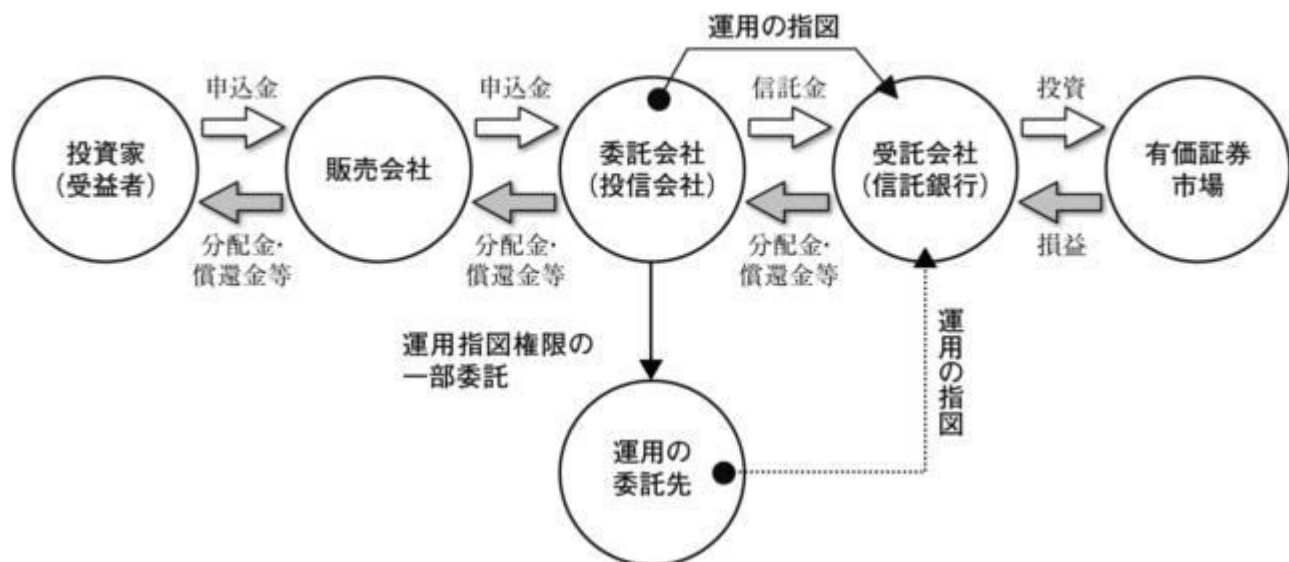 運用の指図
申込金
申込金
信託金
投資
投資家
（受益者）
販売会社
委託会社
（投信会社）
受託会社
（信託銀行）
有価証券
市場
分配金・
償還金等
分配金・
償還金等
分配金・
償還金等
損益
運用指図権限の
一部委託
運用の指図
運用の
委託先